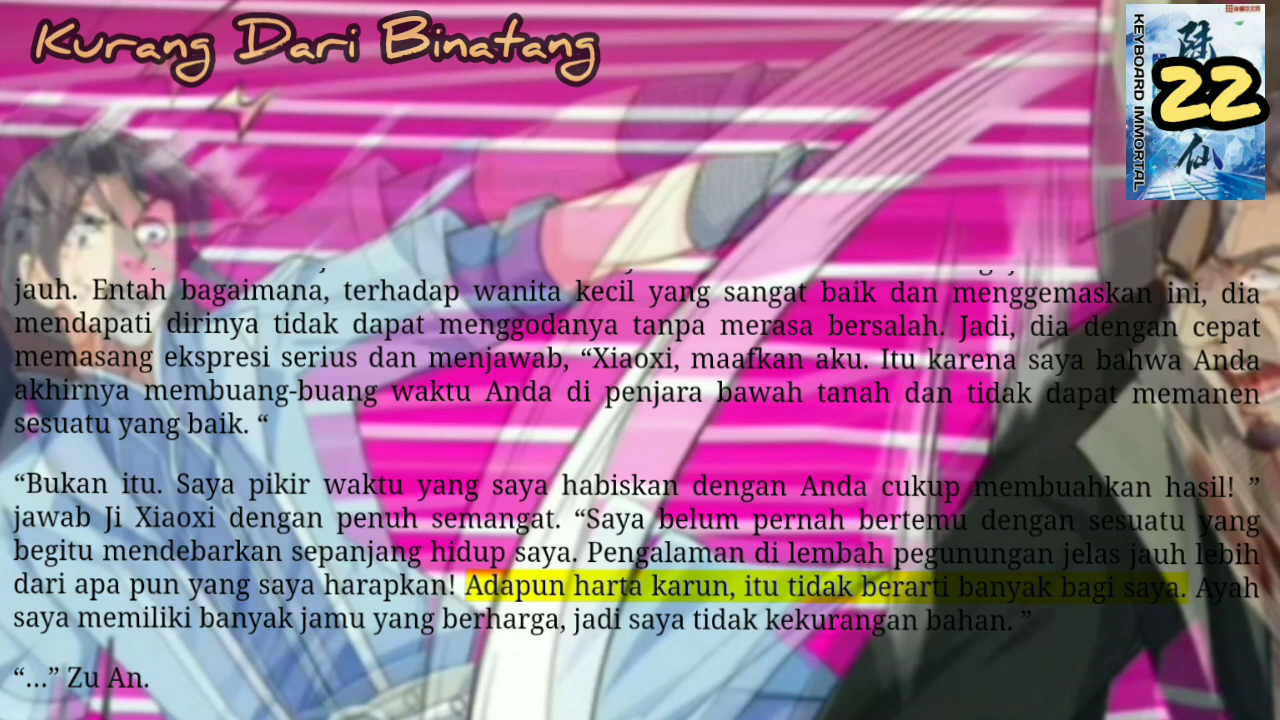 Kurang Dari Binatang
KEYBOARD IMMORTAL
22
仙
jauh. Entah bagaimana, terhadap wanita kecil yang sangat baik dan menggemaskan ini, dia
mendapati dirinya tidak dapat menggodanya tanpa merasa bersalah. Jadi, dia dengan cepat
memasang ekspresi serius dan menjawab, “Xiaoxi, maafkan aku. Itu karena saya bahwa Anda
akhirnya membuang-buang waktu Anda di penjara bawah tanah dan tidak dapat memanen
sesuatu yang baik. “
“Bukan itu. Saya pikir waktu yang saya habiskan dengan Anda cukup membuahkan hasil! ”
jawab Ji Xiaoxi dengan penuh semangat. “Saya belum pernah bertemu dengan sesuatu yang
begitu mendebarkan sepanjang hidup saya. Pengalaman di lembah pegunungan jelas jauh lebih
dari apa pun yang saya harapkan! Adapun harta karun, itu tidak berarti banyak bagi saya. Ayah
saya memiliki banyak jamu yang berharga, jadi saya tidak kekurangan bahan. ”
“…” Zu An.